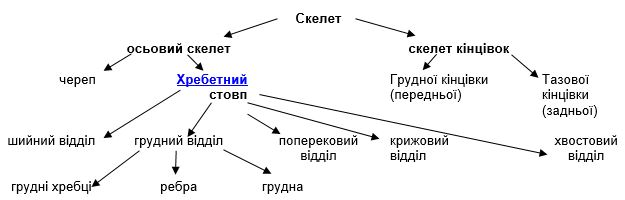 Скелет
осьовий скелет
скелет кінцівок
череп
Хребетний
стовп
Грудної кінцівки
(передньої)
Тазової
кінцівки
(задньої)
шийний відділ
грудний відділ
поперековий
відділ
крижовий
відділ
хвостовий
відділ
грудні хребці
ребра
грудна